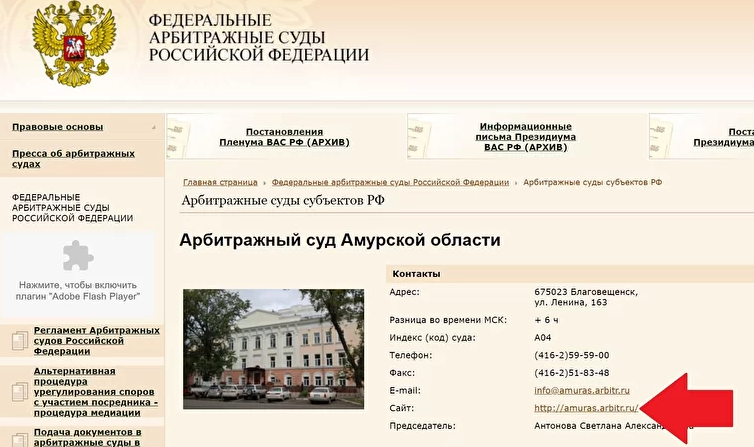 ФЕДЕРАЛЬНЫЕ
АРБИТРАЖНЫЕ СУДЫ
РОССИЙСКОЙ ФЕДЕРАЦИИ
Правовые основы
Пресса об арбитражных
судах
ФЕДЕРАЛЬНЫЕ
АРБИТРАЖНЫЕ СУДЫ
РОССИЙСКОЙ ФЕДЕРАЦИИ
Нажмите, чтобы включить
плагин "Adobe Flash Player"
Регламент Арбитражных
судов Российской
Федерации
Альтернативная
процедура
урегулирования споров
с участием посредника -
процедура медиации
Подача документов в
арбитражные суды в
Постановления
Пленума ВАС РФ (АРХИВ)
Информационные
письма Президиума
ВАС РФ (АРХИВ)
Поста
Президиума
Главная страница › Федеральные арбитражные суды Российской Федерации › Арбитражные суды субъектов РФ
Арбитражные суды субъектов РФ
Арбитражный суд Амурской области
Контакты
Адрес: 675023 Благовещенск,
ул. Ленина, 163
Разница во времени МСК: + 6 ч
Индекс (код) суда: А04
Телефон: (416-2)59-59-00
Факс: (416-2)51-83-48
E-mail: info@amuras.arbitr.ru
Сайт: http://amuras.arbitr.ru/
Председатель: Антонова Светлана